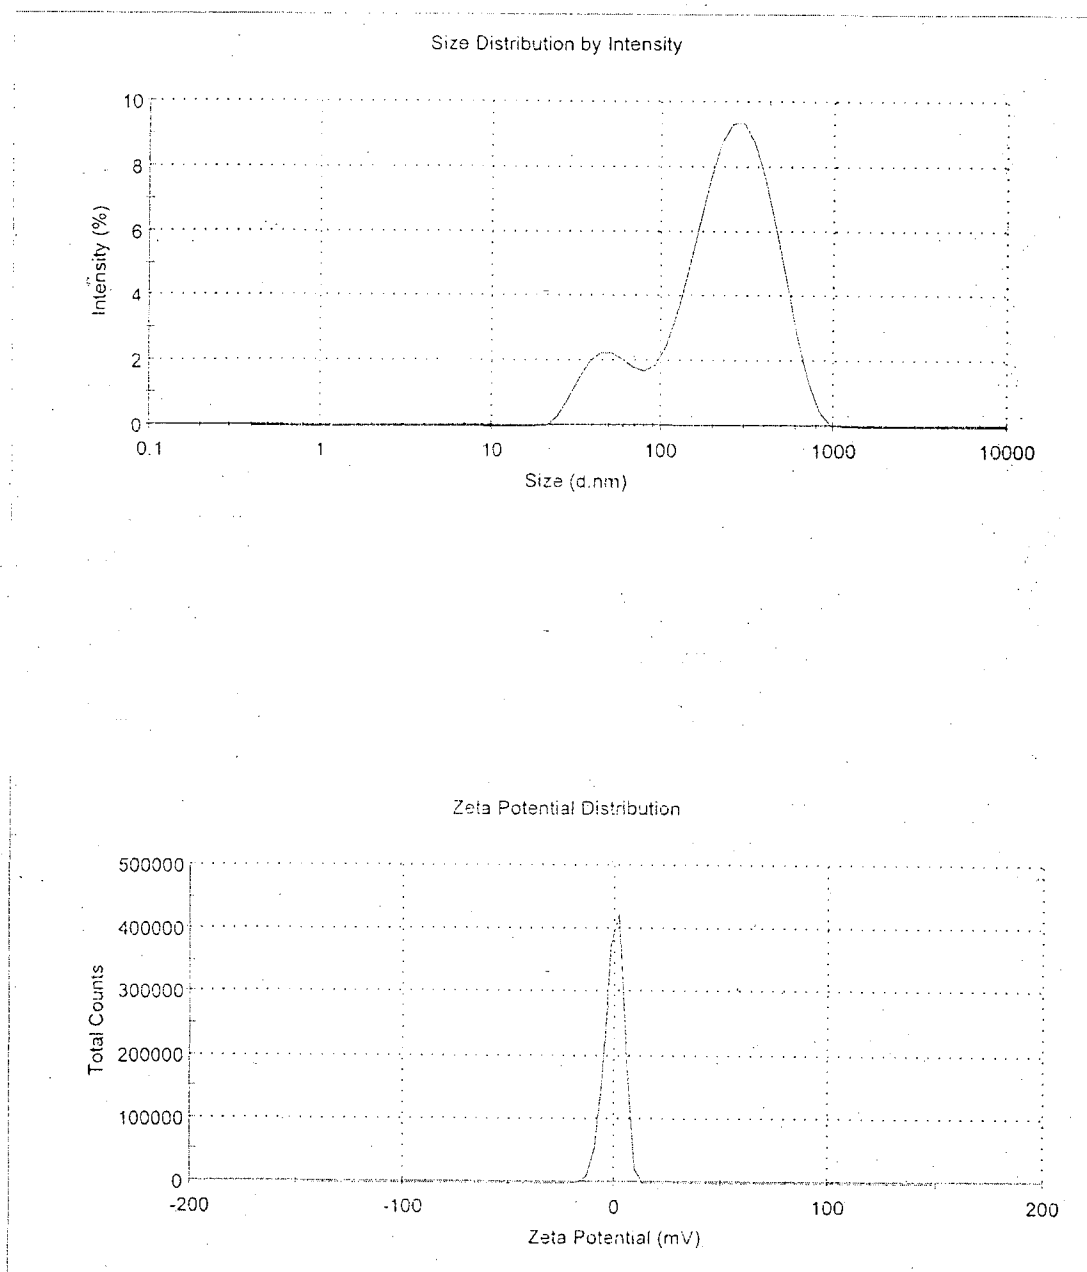 Size Distribution by Intensity
10
8
6
4
2
0
Intensity (%)
0.1 1 10 100 1000 10000
Size (d.nm)
Zeta Potential Distribution
500000
400000
300000
200000
100000
0
Total Counts
-200 -100 0 100 200
Zeta Potential (mV)